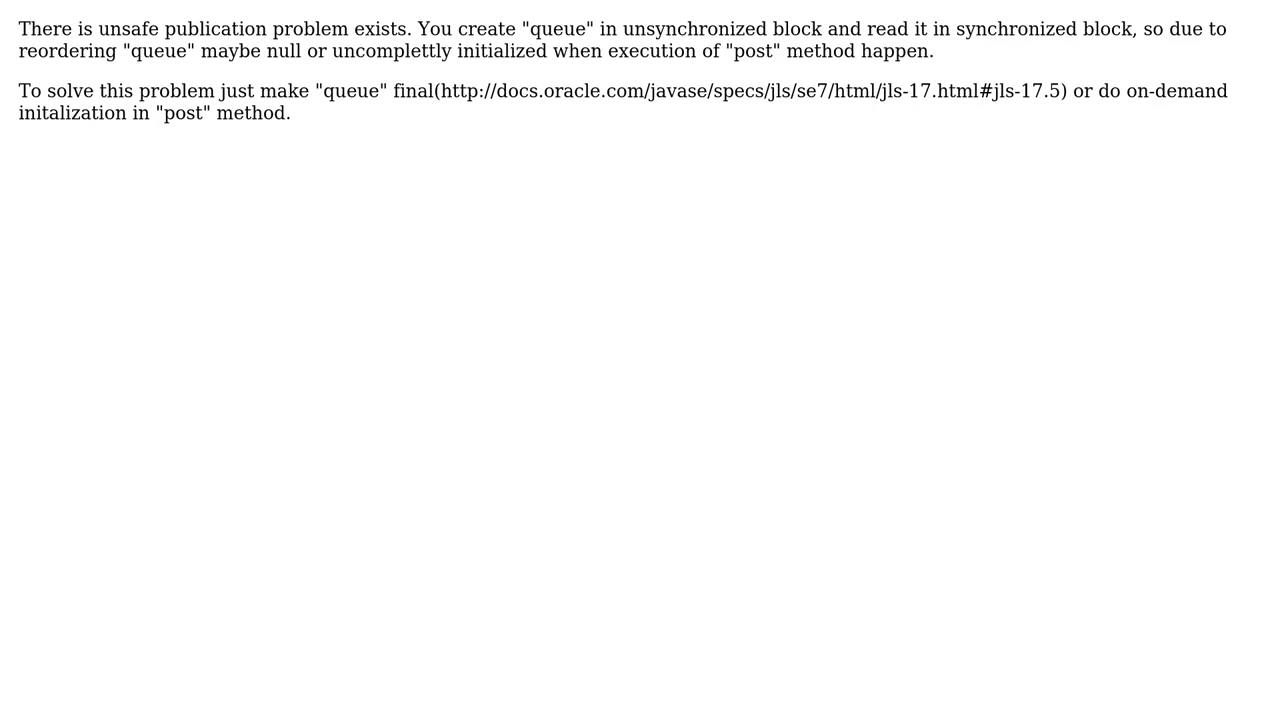 There is unsafe publication problem exists. You create "queue" in unsynchronized block and read it in synchronized block, so due to
reordering "queue" maybe null or uncomplettly initialized when execution of "post" method happen.
To solve this problem just make "queue" final(http://docs.oracle.com/javase/specs/jls/se7/html/jls-17.html#jls-17.5) or do on-demand
initalization in "post" method.